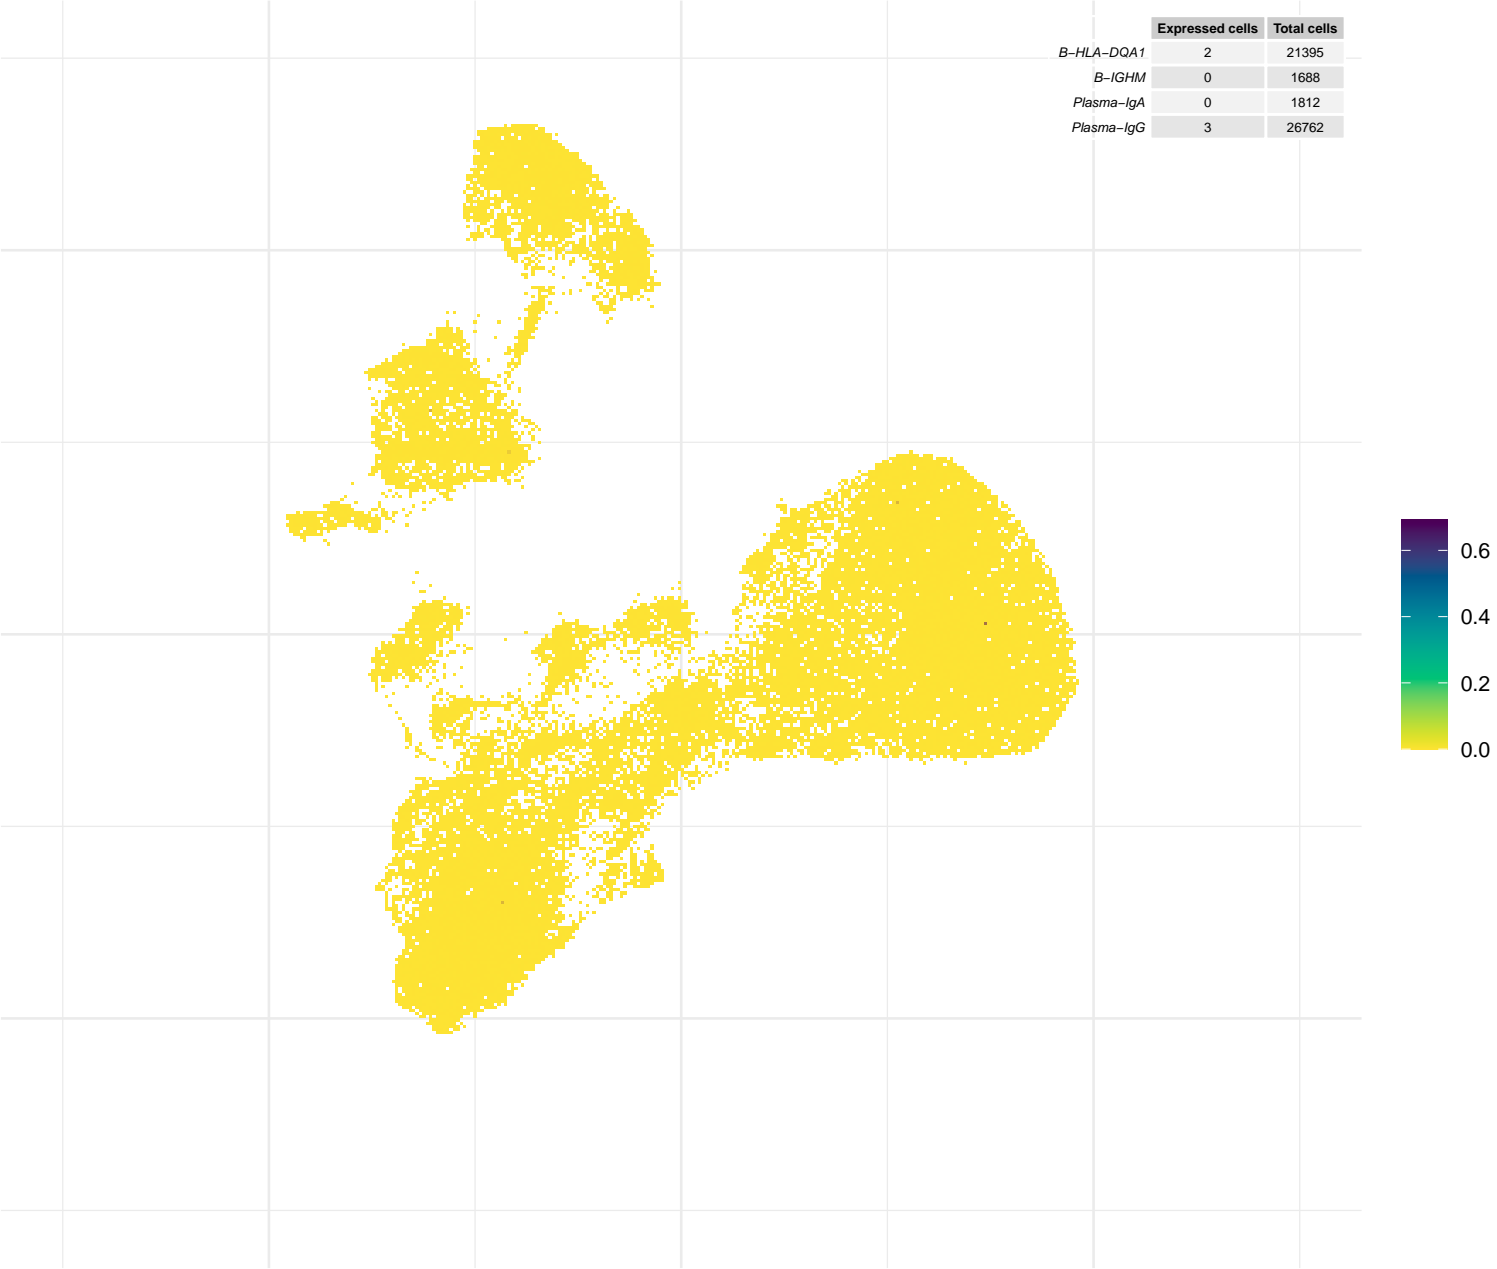 Expressed cells Total cells
B−HLA−DQA1 2 21395
B−IGHM 0 1688
Plasma−IgA 0 1812
Plasma−IgG 3 26762
0.6
0.4
0.2
0.0